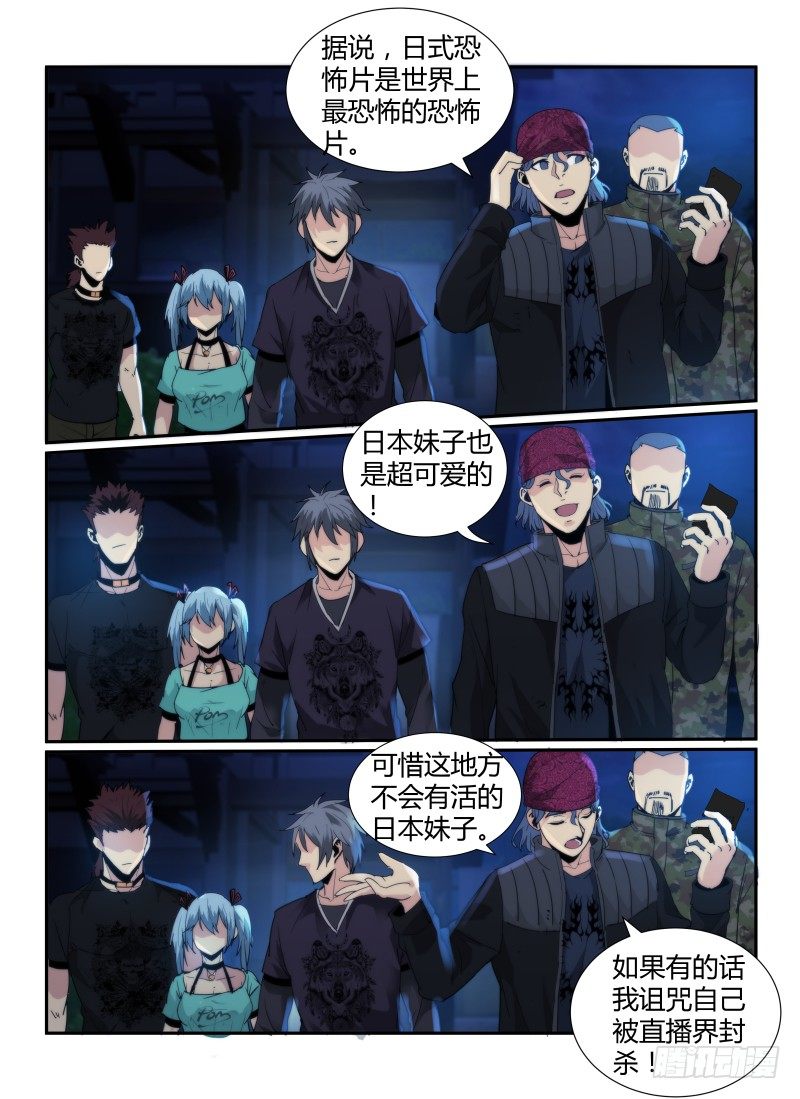 据说，日式恐
怖片是世界上
最恐怖的恐怖
片。
日本妹子也
是超可爱的
！
可惜这地方
不会有活的
日本妹子。
如果有的话
我诅咒自己
被直播界封
杀！
腾讯动漫